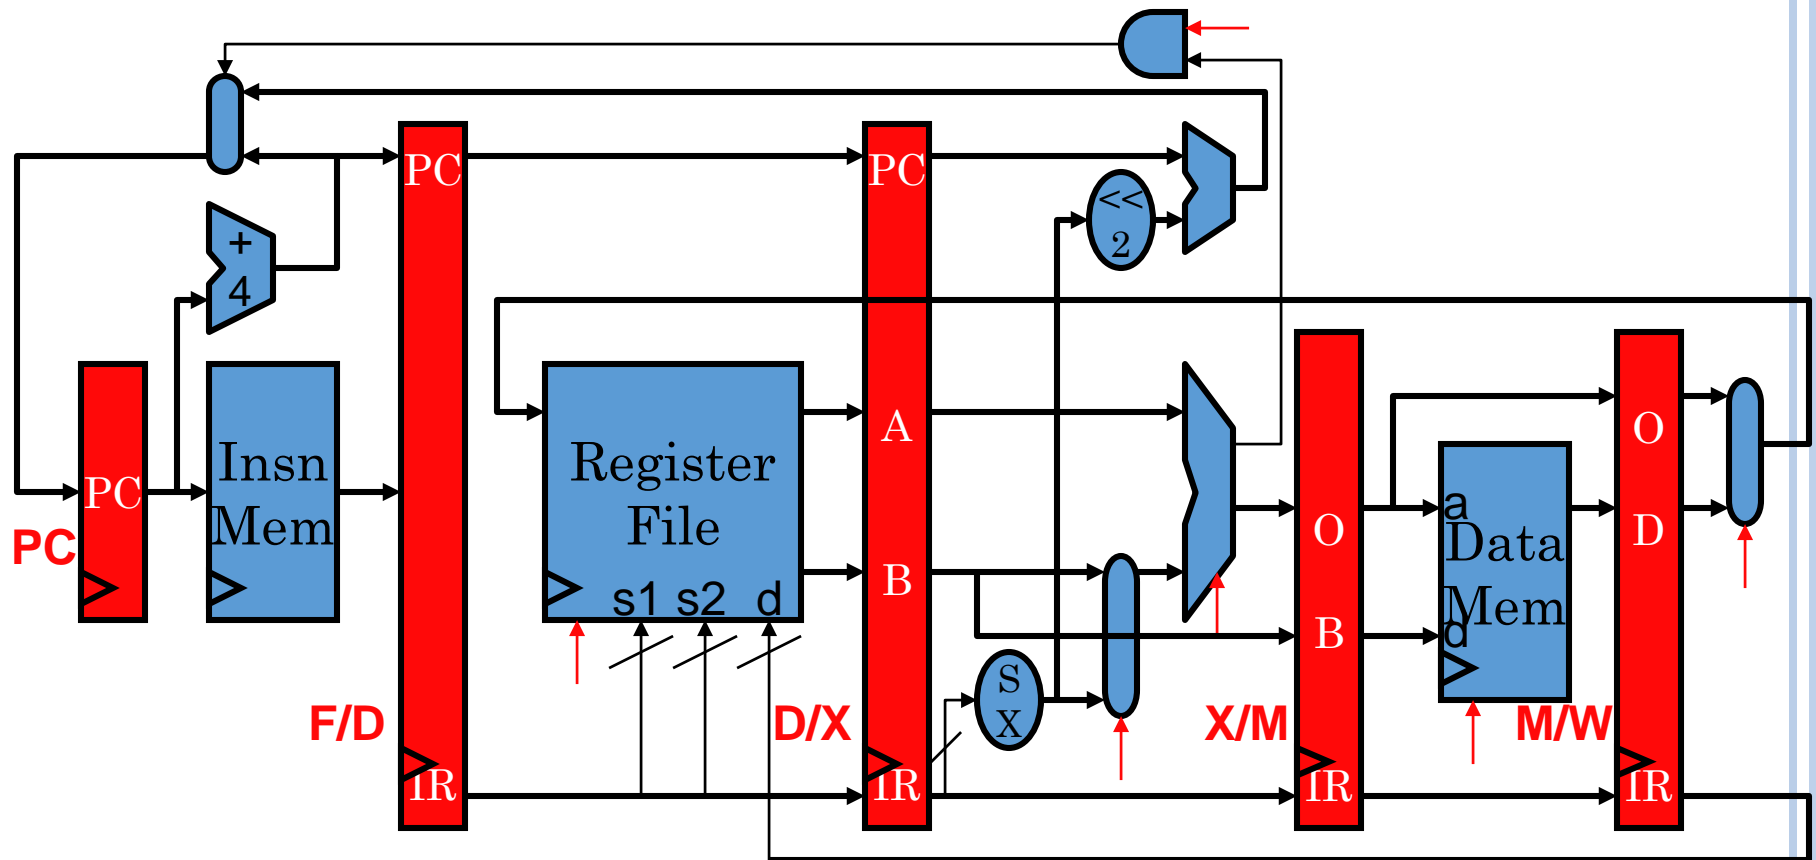 PC
PC
<<
2
+
4
A
O
Insn
Mem
Register
File
PC
PC
a
Data
Mem
d
O
D
B
s1 s2 d
B
S
X
F/D
D/X
X/M
M/W
IR
IR
IR
IR